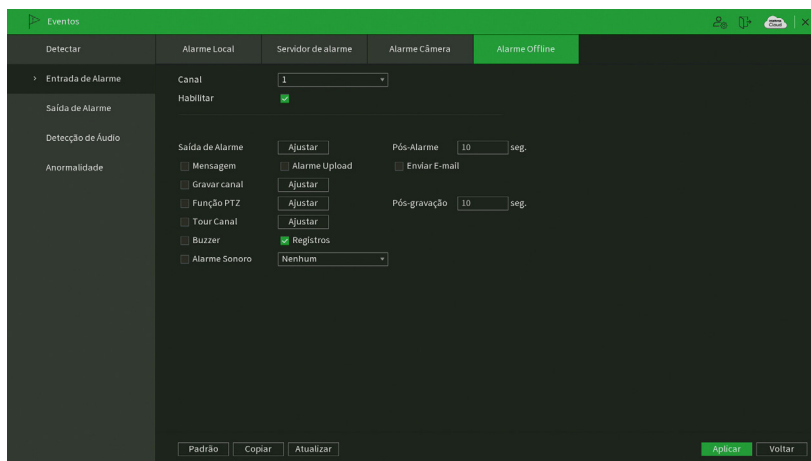 Eventos
Cloud
Detectar
Alarme Local
Servidor de alarme
Alarme Câmera
Alarme Offline
Entrada de Alarme
Canal
1
Habilitar
Saída de Alarme
Detecção de Áudio
Anormalidade
Saída de Alarme
Ajustar
Pós-Alarme
10
seg.
Mensagem
Alarme Upload
Enviar E-mail
Gravar canal
Ajustar
Função PTZ
Ajustar
Pós-gravação
10
seg.
Tour Canal
Ajustar
Buzzer
Registros
Alarme Sonoro
Nenhum
Padrão
Copiar
Atualizar
Aplicar
Voltar